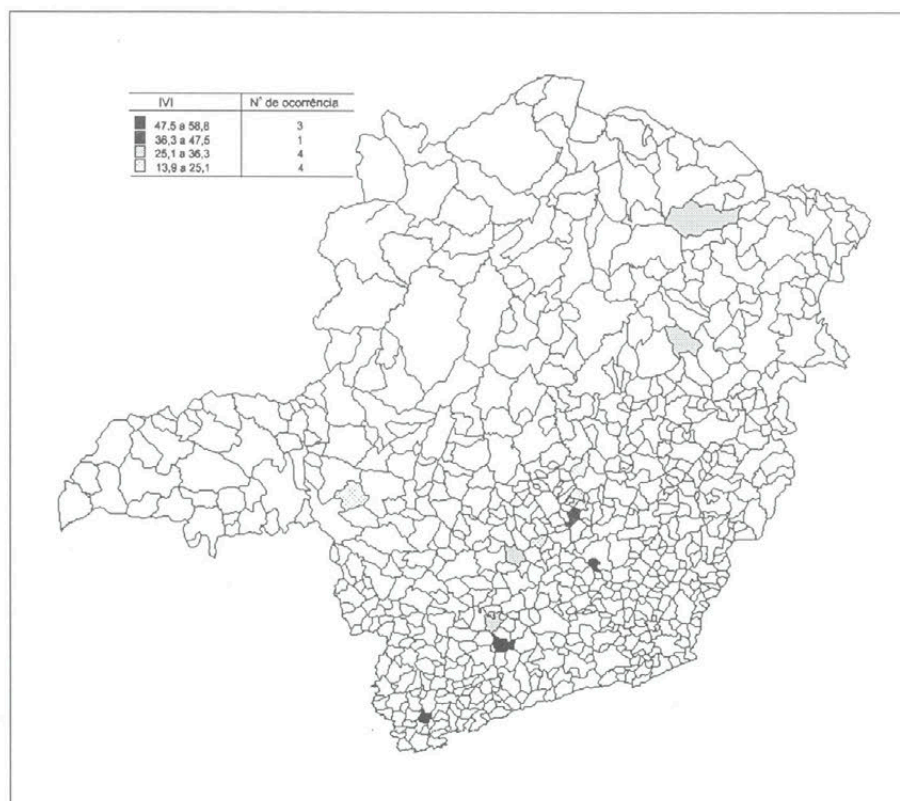 IVI N° de ocorrência
47,5 a 58,8 3
36,3 a 47,5 1
25,1 a 36,3 4
13,9 a 25,1 4